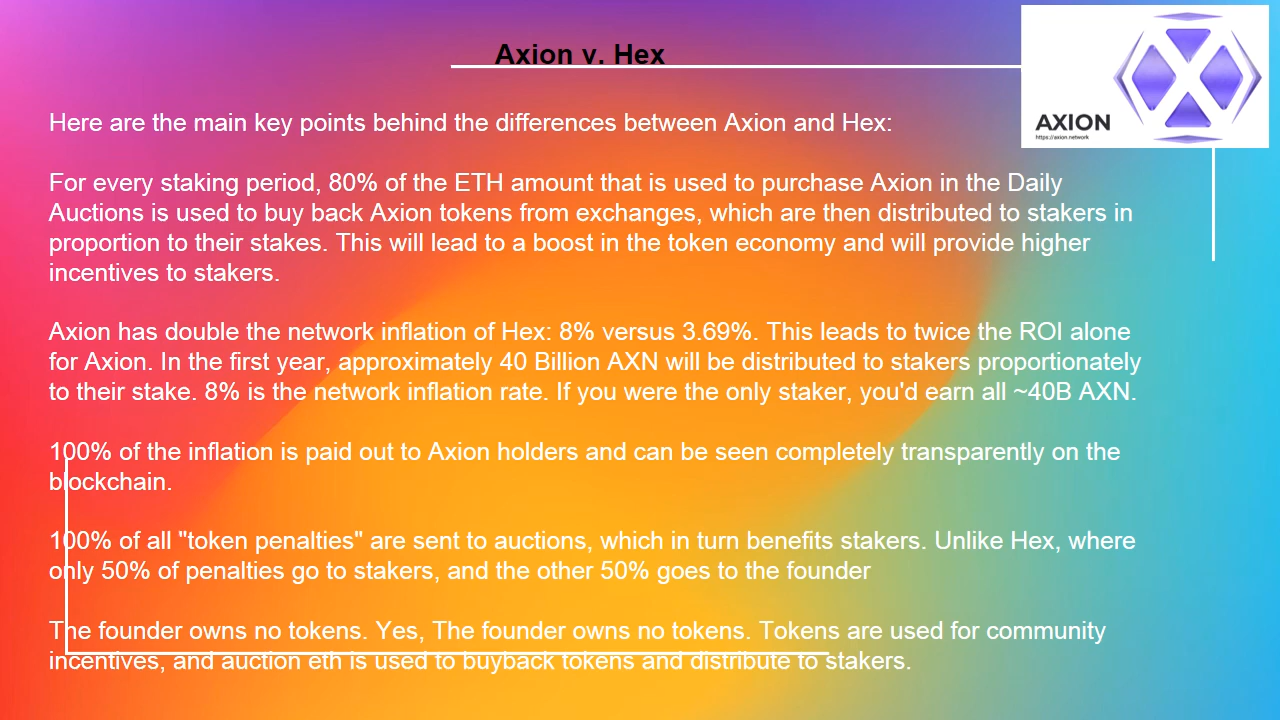 Axion v. Hex
AXION
https://axion.network
Here are the main key points behind the differences between Axion and Hex:
For every staking period, 80% of the ETH amount that is used to purchase Axion in the Daily
Auctions is used to buy back Axion tokens from exchanges, which are then distributed to stakers in
proportion to their stakes. This will lead to a boost in the token economy and will provide higher
incentives to stakers.
Axion has double the network inflation of Hex: 8% versus 3.69%. This leads to twice the ROI alone
for Axion. In the first year, approximately 40 Billion AXN will be distributed to stakers proportionately
to their stake. 8% is the network inflation rate. If you were the only staker, you'd earn all ~40B AXN.
100% of the inflation is paid out to Axion holders and can be seen completely transparently on the
blockchain.
100% of all "token penalties" are sent to auctions, which in turn benefits stakers. Unlike Hex, where
only 50% of penalties go to stakers, and the other 50% goes to the founder
The founder owns no tokens. Yes, The founder owns no tokens. Tokens are used for community
incentives, and auction eth is used to buyback tokens and distribute to stakers.